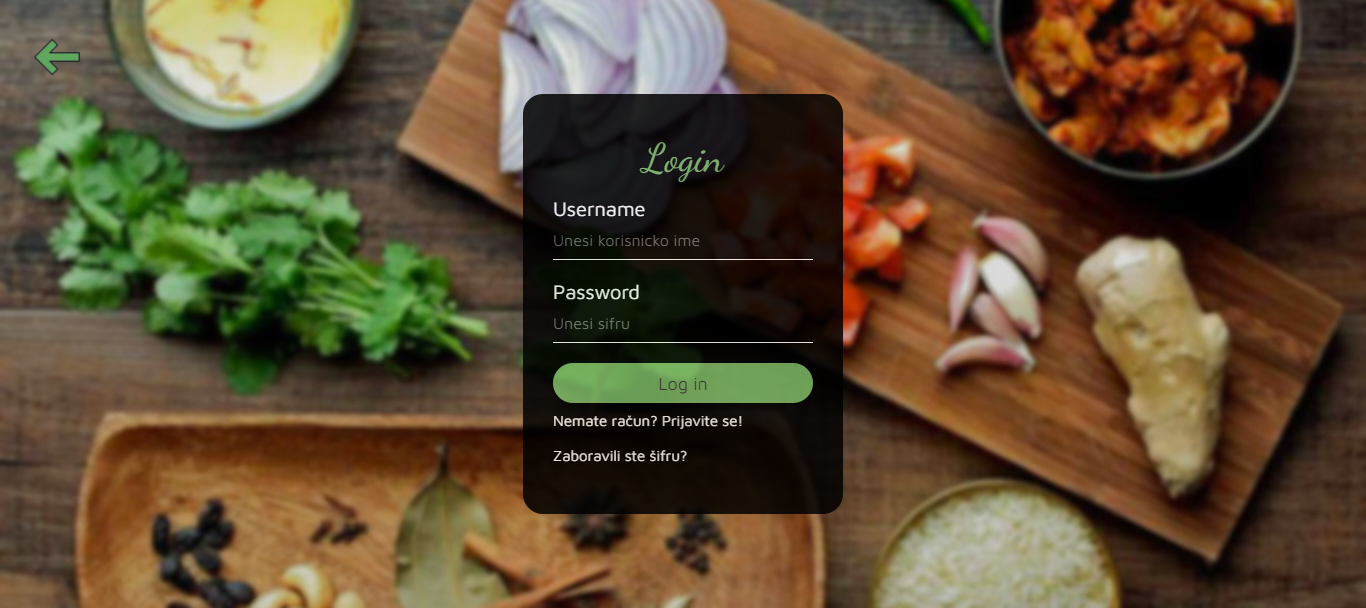 Login
Username
Unesi korisnicko ime
Password
Unesi sifru
Log in
Nemate račun? Prijavite se!
Zaboravili ste šifru?